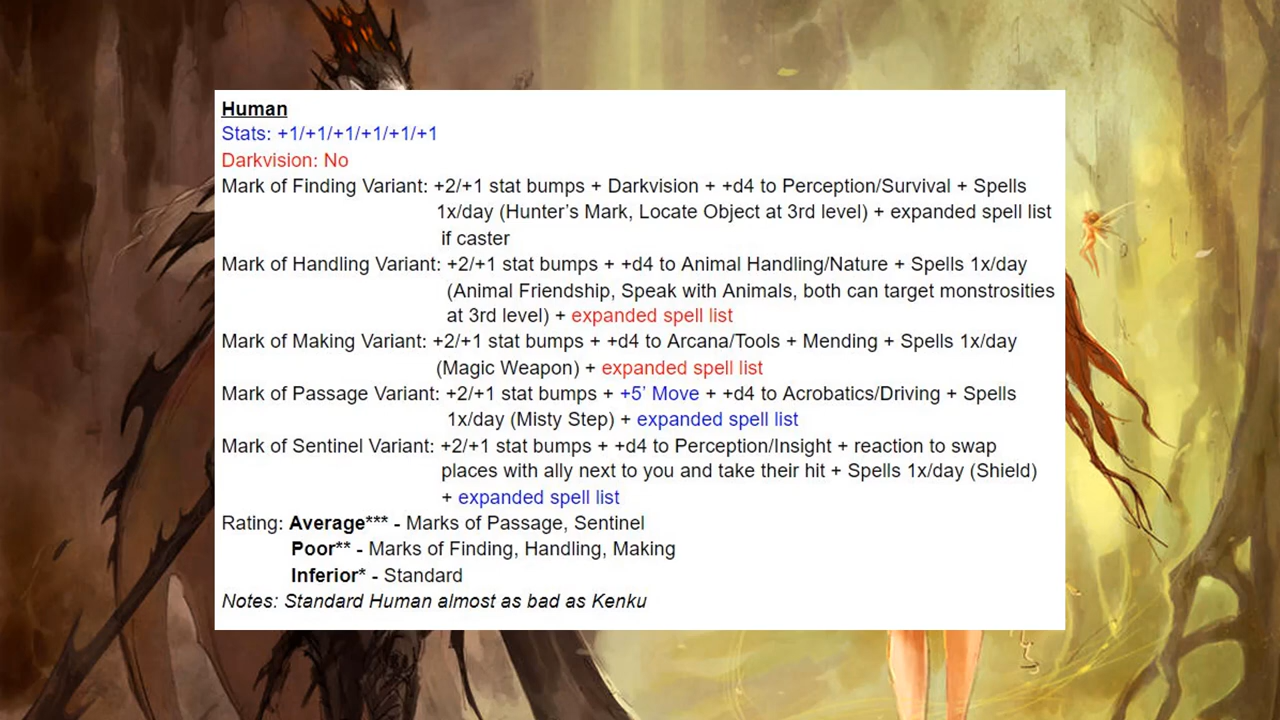 Human
Stats: +1/+1/+1/+1/+1/+1
Darkvision: No
Mark of Finding Variant: +2/+1 stat bumps + Darkvision + +d4 to Perception/Survival + Spells
1x/day (Hunter’s Mark, Locate Object at 3rd level) + expanded spell list
if caster
Mark of Handling Variant: +2/+1 stat bumps + +d4 to Animal Handling/Nature + Spells 1x/day
(Animal Friendship, Speak with Animals, both can target monstrosities
at 3rd level) + expanded spell list
Mark of Making Variant: +2/+1 stat bumps + +d4 to Arcana/Tools + Mending + Spells 1x/day
(Magic Weapon) + expanded spell list
Mark of Passage Variant: +2/+1 stat bumps + +5’ Move + +d4 to Acrobatics/Driving + Spells
1x/day (Misty Step) + expanded spell list
Mark of Sentinel Variant: +2/+1 stat bumps + +d4 to Perception/Insight + reaction to swap
places with ally next to you and take their hit + Spells 1x/day (Shield)
+ expanded spell list
Rating: Average*** - Marks of Passage, Sentinel
Poor** - Marks of Finding, Handling, Making
Inferior* - Standard
Notes: Standard Human almost as bad as Kenku